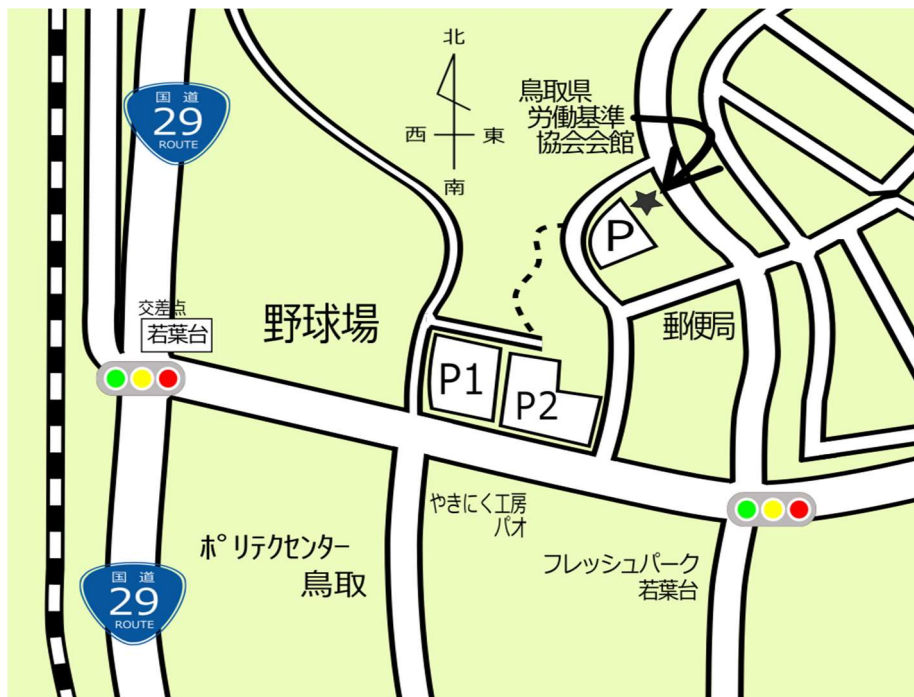 北
西
東
南
国道
29
ROUTE
鳥取県
労働基準
協会会館
P
交差点
若葉台
野球場
郵便局
P1
P2
やきにく工房
パオ
ポリテクセンター
鳥取
フレッシュパーク
若葉台
国道
29
ROUTE